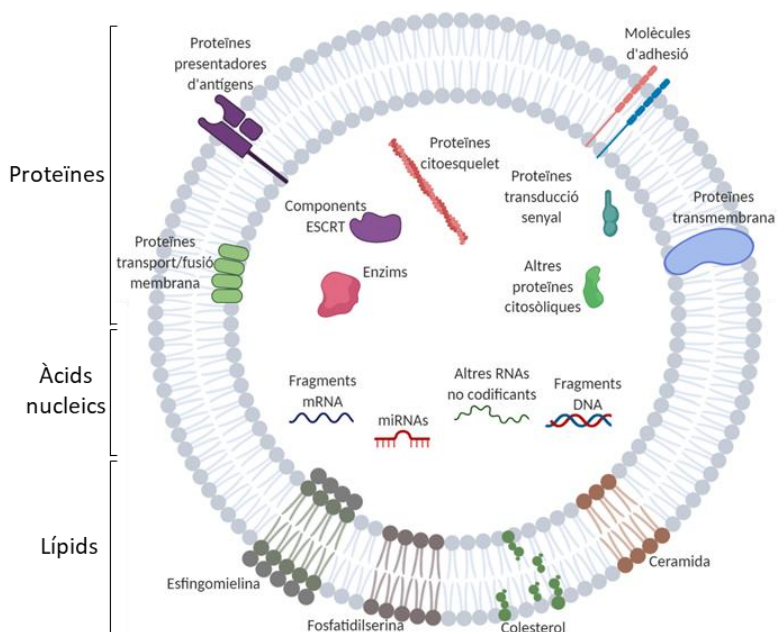 Proteïnes
presentadores
d'antígens
Molècules
d'adhesió
Proteïnes
citoesquelet
Proteïnes
Components
ESCRT
Proteïnes
transducció
senyal
Proteïnes
transmembrana
Proteïnes
transport/fusió
membrana
Enzims
Altres
proteïnes
citosòliques
Àcids
nucleics
Fragments
mRNA
miRNAs
Altres RNAs
no codificants
Fragments
DNA
Lípids
Esfingomielina
Fosfatidilserina
Colesterol
Ceramida